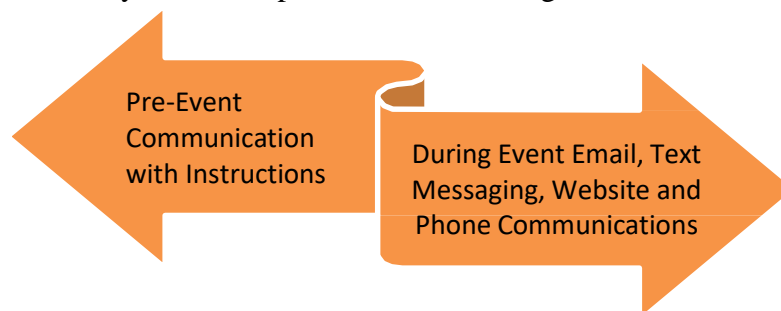 Pre-Event
Communication
with Instructions
During Event Email, Text
Messaging, Website and
Phone Communications